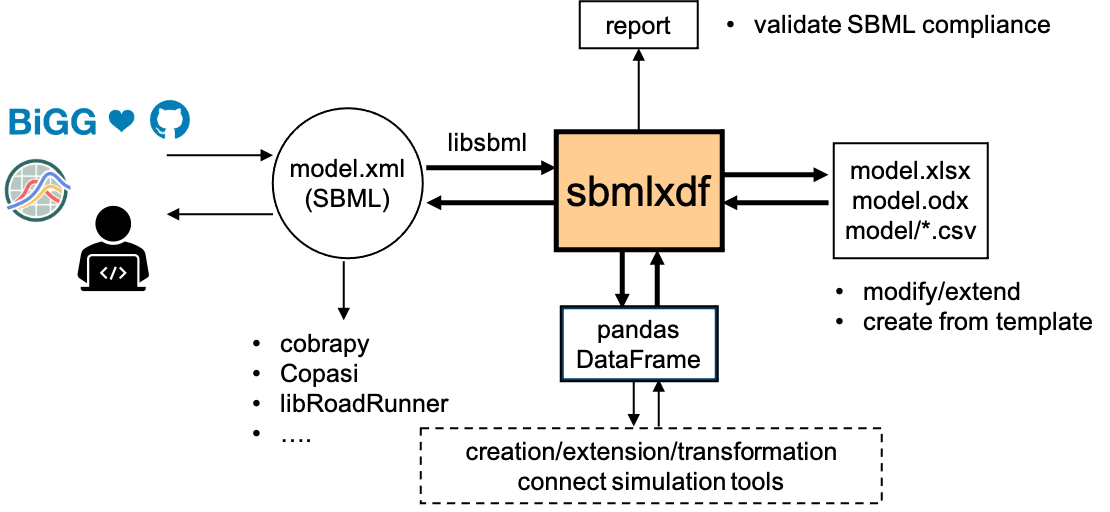 report
• validate SBML compliance
BiGG
model.xml
(SBML)
libsbml
sbmlxdf
model.xlsx
model.odx
model/*.csv
</>
• modify/extend
• create from template
pandas
DataFrame
• cobrapy
• Copasi
• libRoadRunner
• ....
creation/extension/transformation
connect simulation tools